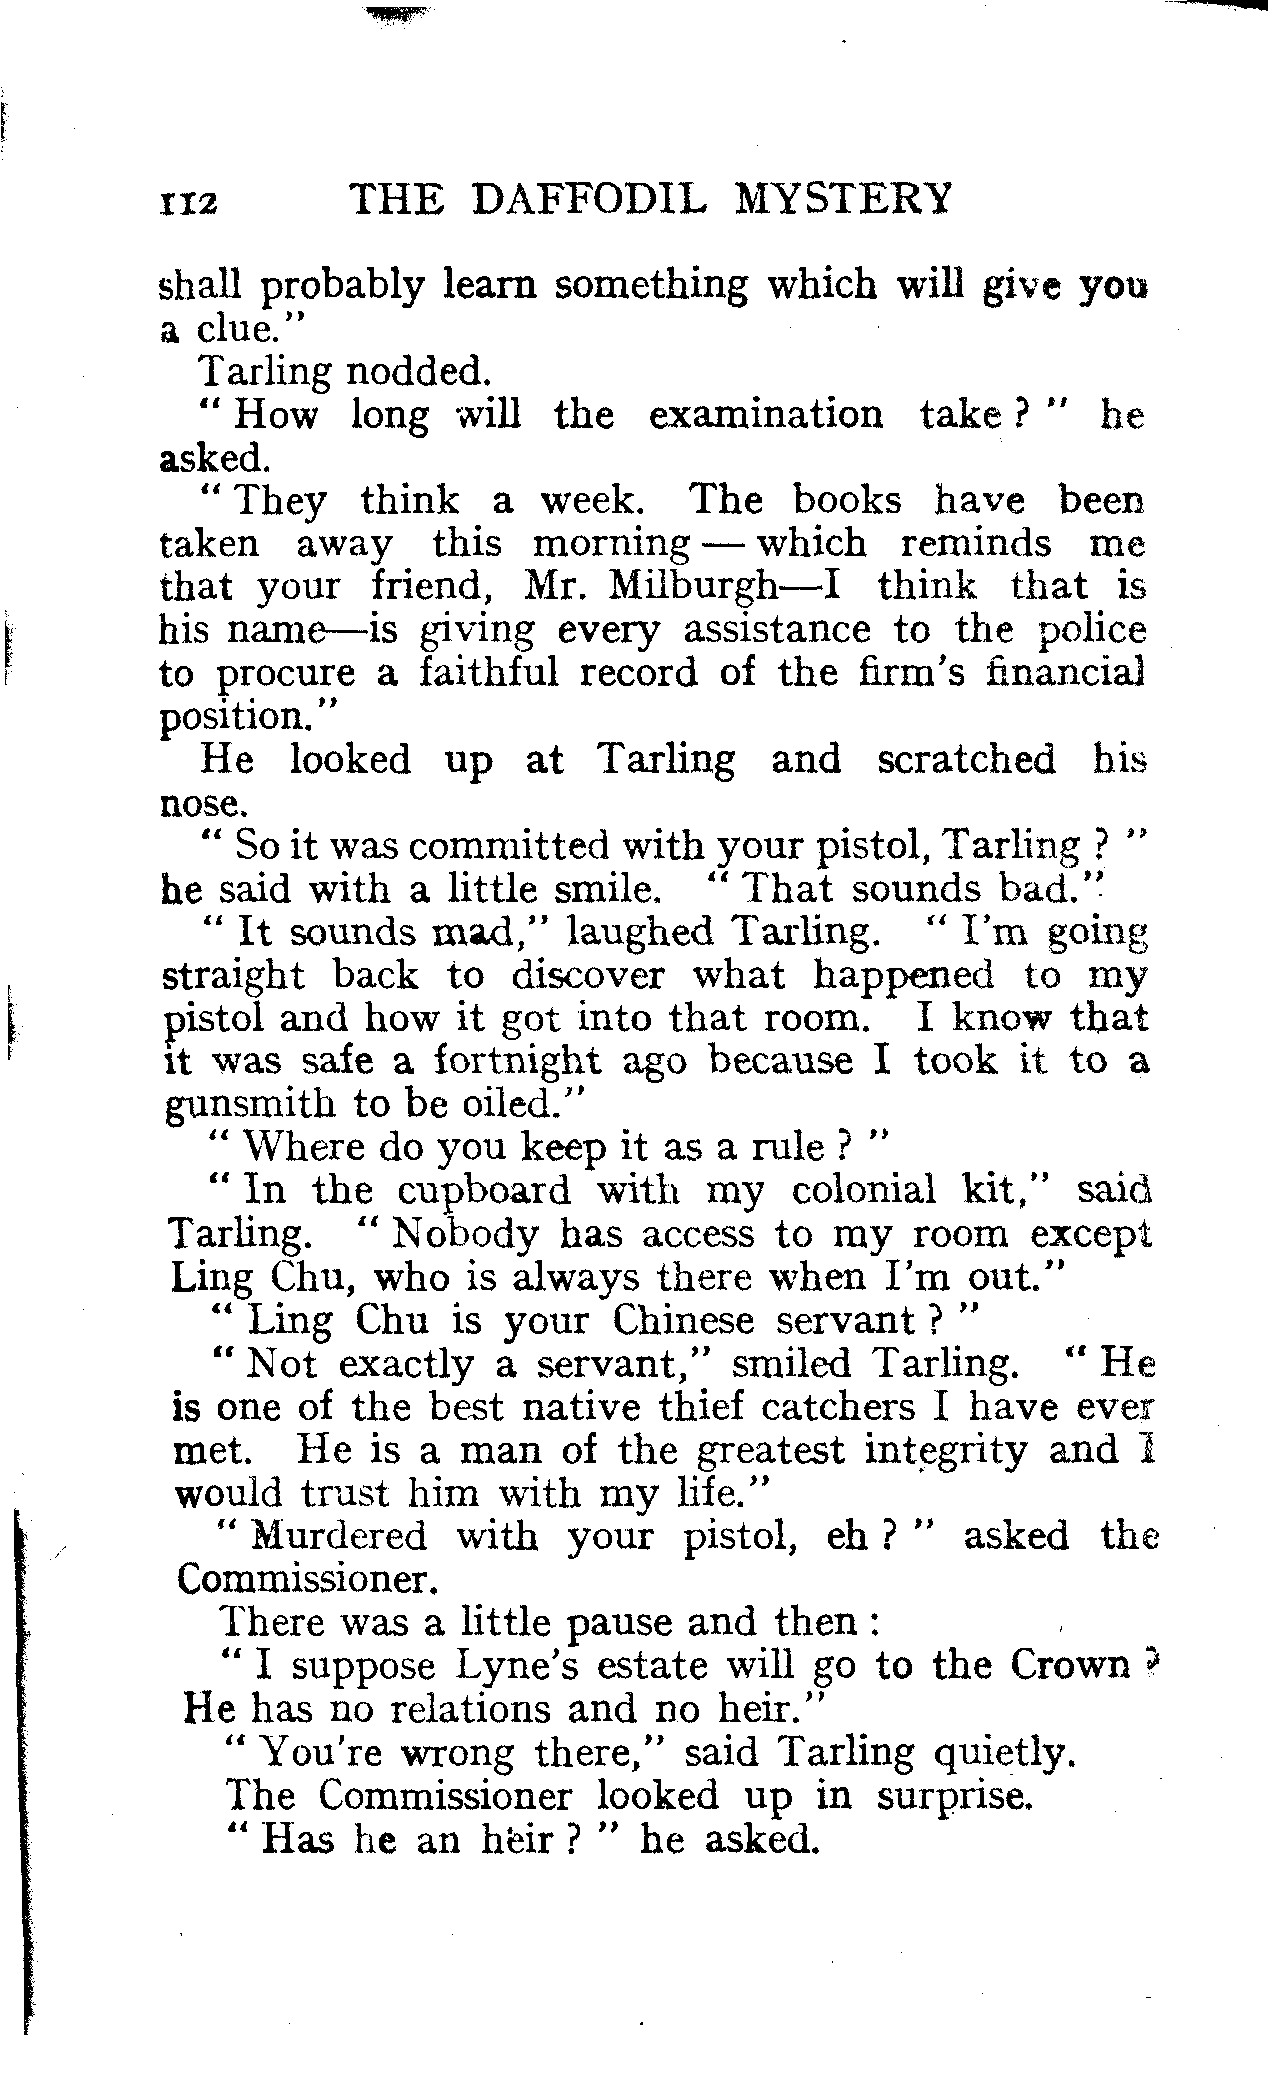 112 THE DAFFODIL MYSTERY
shall probably learn something which will give you
a clue."
Tarling nodded.
" How long will the examination take ? " he
asked.
" They think a week. The books have been
taken away this morning — which reminds me
that your friend, Mr. Milburgh—I think that is
his name—is giving every assistance to the police
to procure a faithful record of the firm's financial
position."
He looked up at Tarling and scratched his
nose.
" So it was committed with your pistol, Tarling ? "
he said with a little smile. " That sounds bad."
" It sounds mad," laughed Tarling. " I'm going
straight back to discover what happened to my
pistol and how it got into that room. I know that
it was safe a fortnight ago because I took it to a
gunsmith to be oiled."
" Where do you keep it as a rule ? "
" In the cupboard with my colonial kit," said
Tarling. " Nobody has access to my room except
Ling Chu, who is always there when I'm out."
" Ling Chu is your Chinese servant ? "
" Not exactly a servant," smiled Tarling. " He
is one of the best native thief catchers I have ever
met. He is a man of the greatest integrity and I
would trust him with my life."
" Murdered with your pistol, eh ? " asked the
Commissioner.
There was a little pause and then :
" I suppose Lyne's estate will go to the Crown ?
He has no relations and no heir."
" You're wrong there," said Tarling quietly.
The Commissioner looked up in surprise.
" Has he an heir ? " he asked.